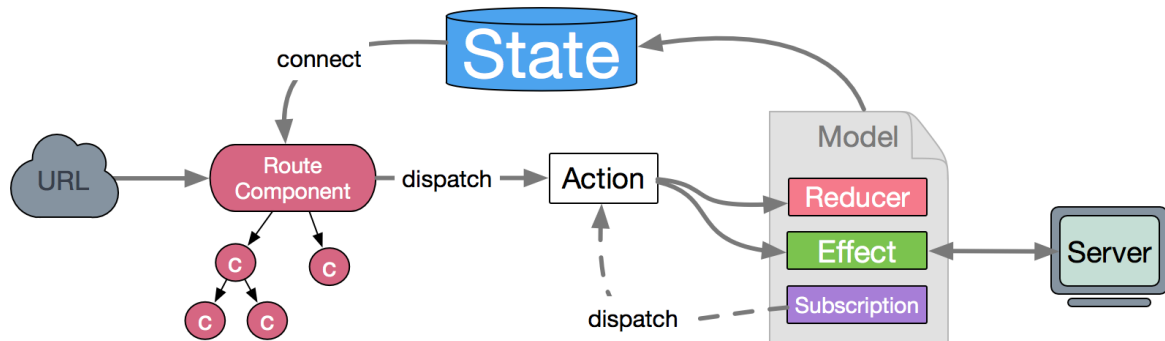 State
connect
Model
URL
Route
Component
dispatch
Action
Reducer
Effect
Server
Subscription
dispatch
C
C
C
C